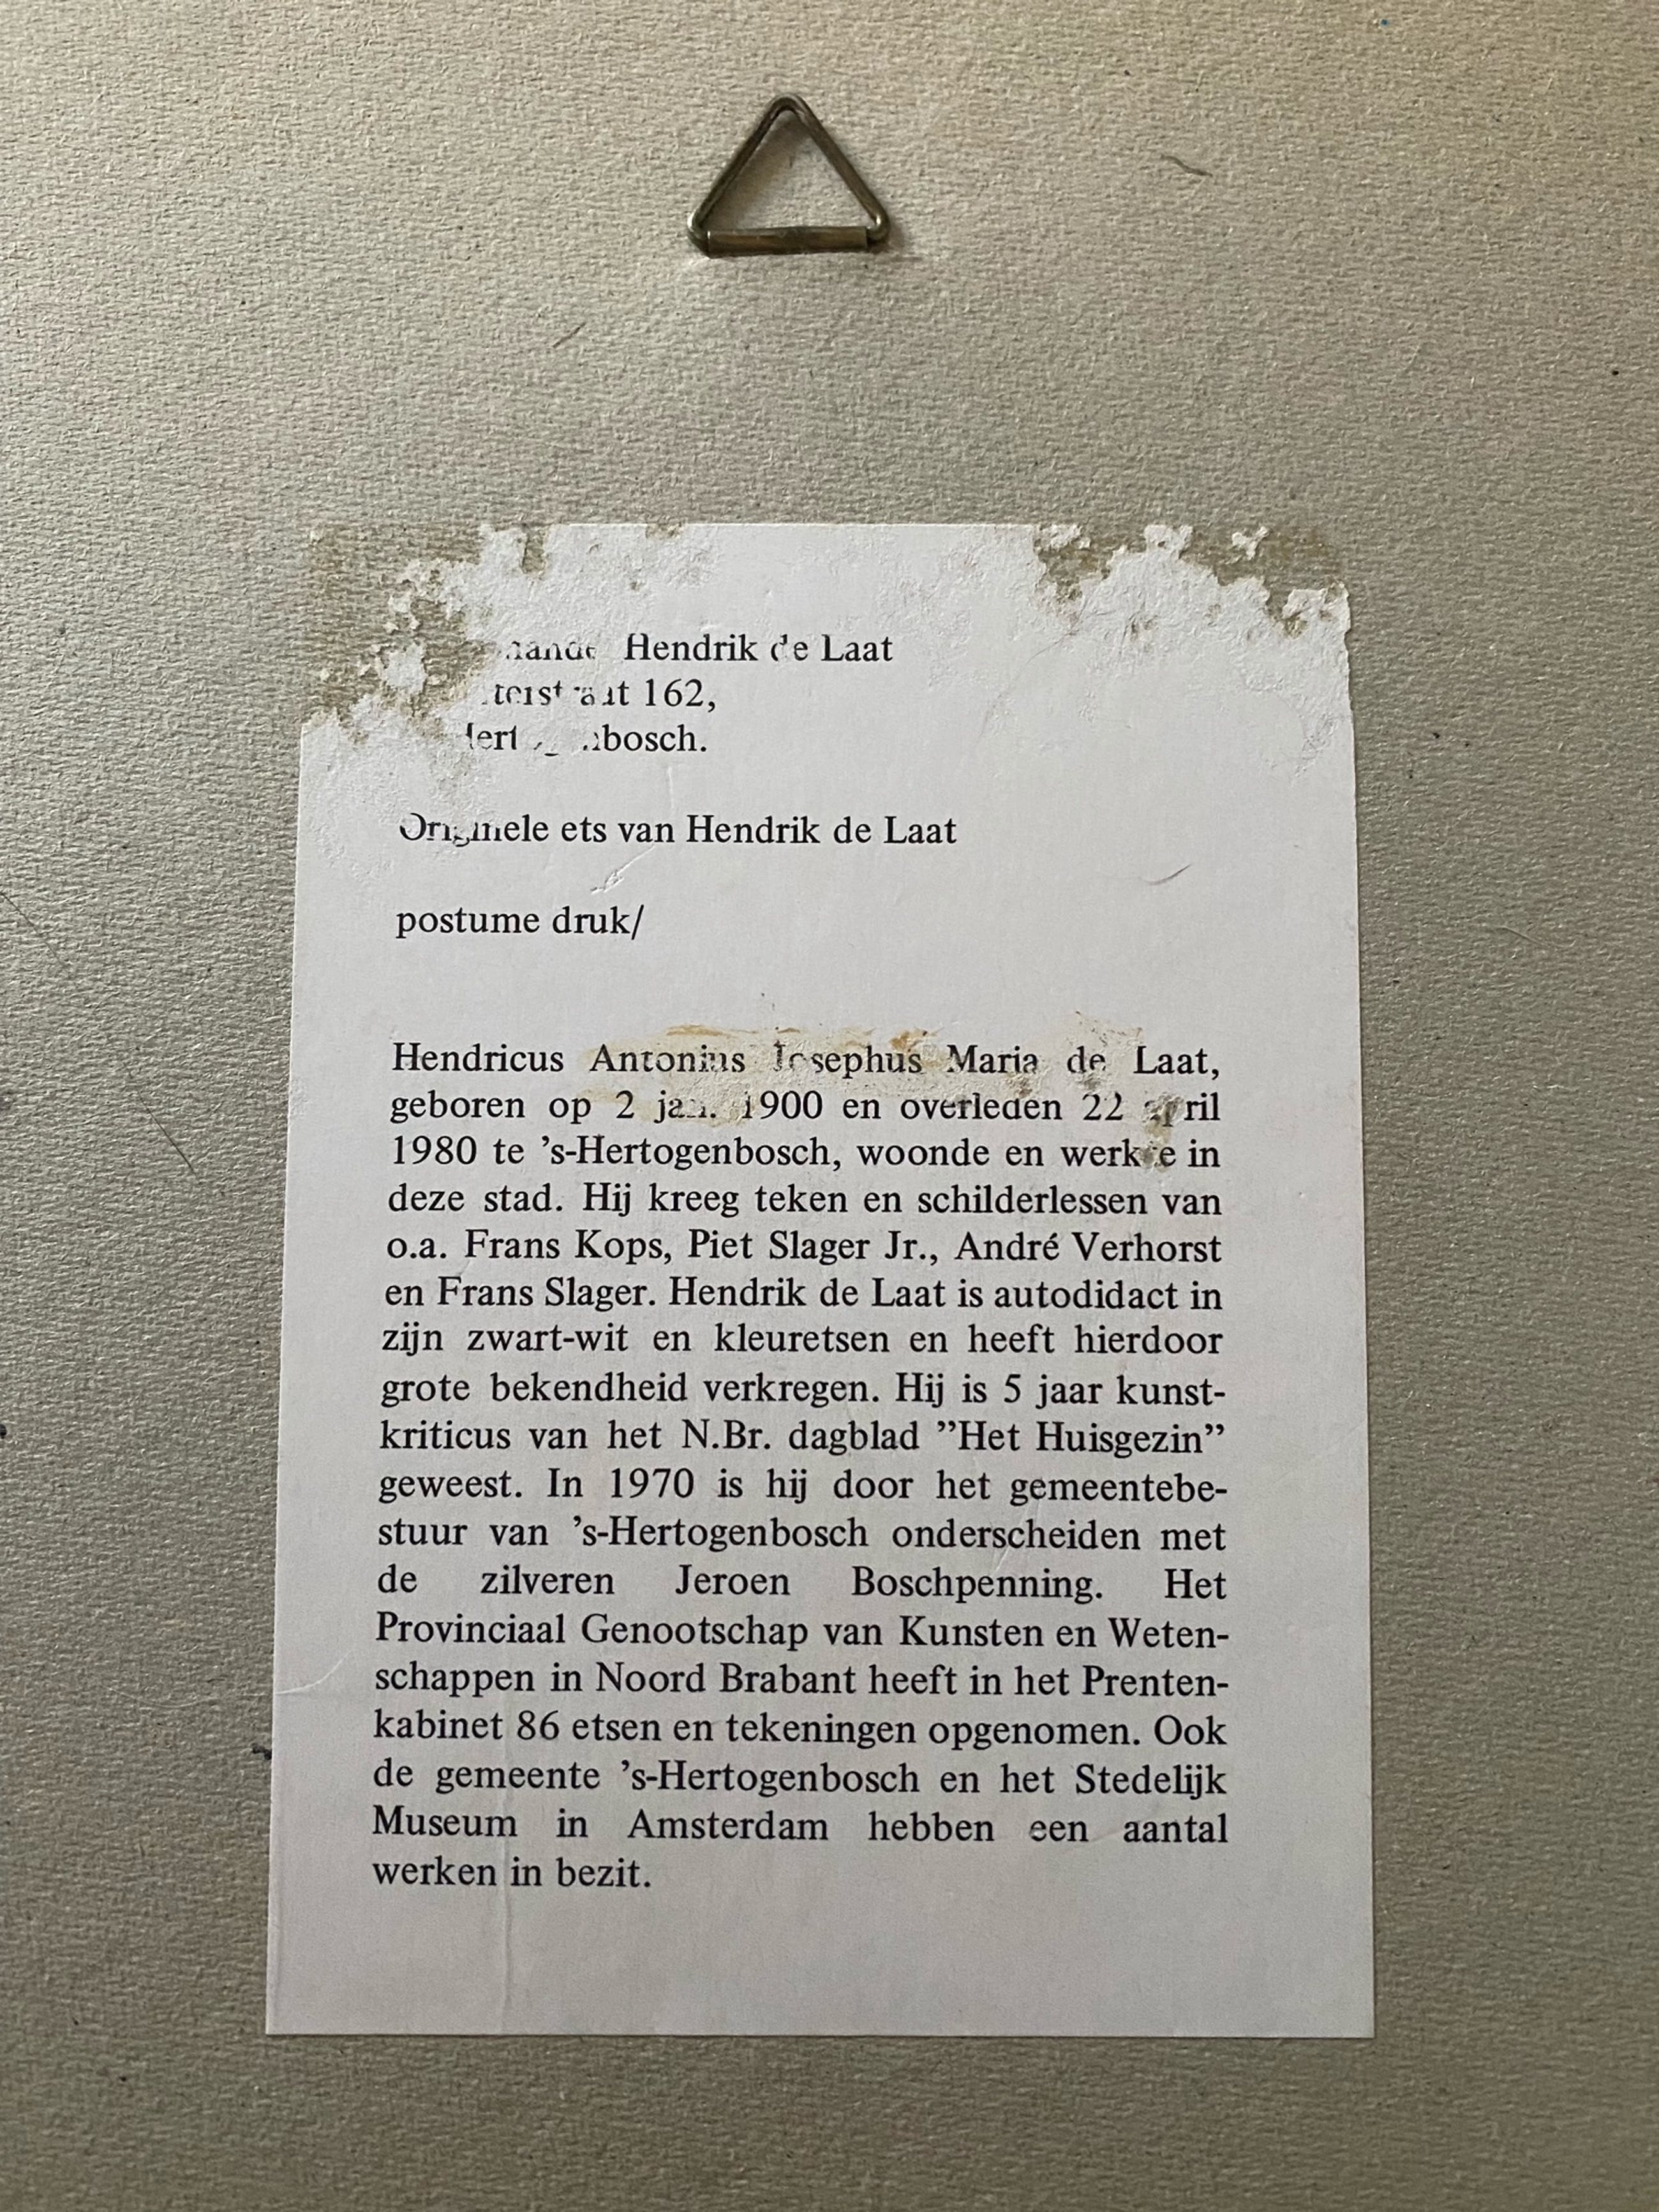 Hendrik de Laat
162,
Originele ets van Hendrik de Laat
postume druk/
Hendricus Antonius Josephus Maria de Laat,
geboren op 2 jan. 1900 en overleden 22 april
1980 te ’s-Hertogenbosch, woonde en werkte in
deze stad. Hij kreeg teken en schilderlessen van
o.a. Frans Kops, Piet Slager Jr., André Verhorst
en Frans Slager. Hendrik de Laat is autodidact in
zijn zwart-wit en kleuretsen en heeft hierdoor
grote bekendheid verkregen. Hij is 5 jaar kunst-
kriticus van het N.Br. dagblad ”Het Huisgezin”
geweest. In 1970 is hij door het gemeentebe-
stuur van ’s-Hertogenbosch onderscheiden met
de zilveren Jeroen Boschpenning. Het
Provinciaal Genootschap van Kunsten en Weten-
schappen in Noord Brabant heeft in het Prenten-
kabinet 86 etsen en tekeningen opgenomen. Ook
de gemeente ’s-Hertogenbosch en het Stedelijk
Museum in Amsterdam hebben een aantal
werken in bezit.